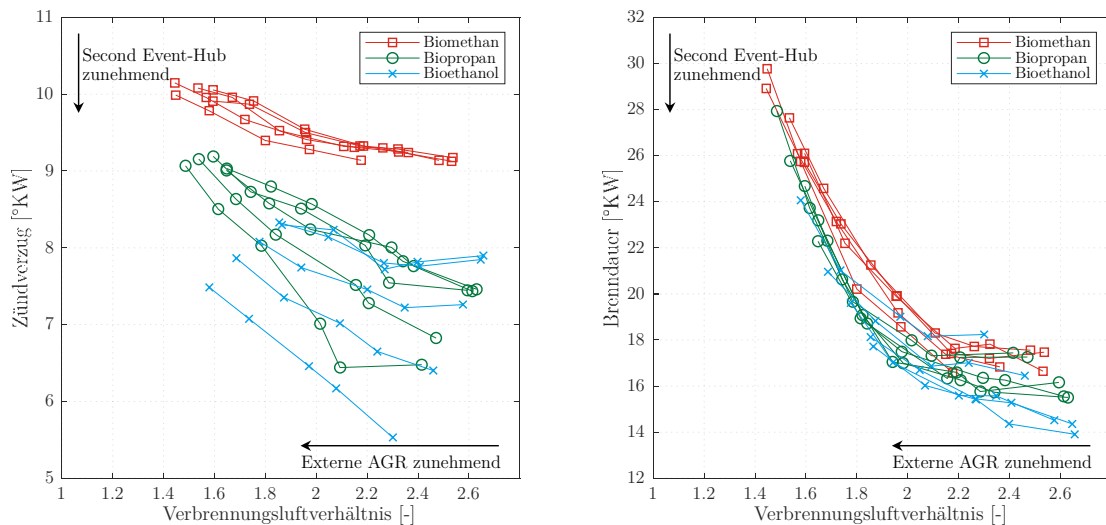 11
10
9
8
7
6
5
Zündverzug [°KW]
Second Event-Hub
zunehmend
Biomethan
Biopropan
Bioethanol
Externe AGR zunehmend
1 1.2 1.4 1.6 1.8 2 2.2 2.4 2.6
Verbrennungsluftverhältnis [-]
32
30
28
26
24
22
20
18
16
14
12
Brenndauer [°KW]
Second Event-Hub
zunehmend
Biomethan
Biopropan
Bioethanol
Externe AGR zunehmend
1 1.2 1.4 1.6 1.8 2 2.2 2.4 2.6
Verbrennungsluftverhältnis [-]